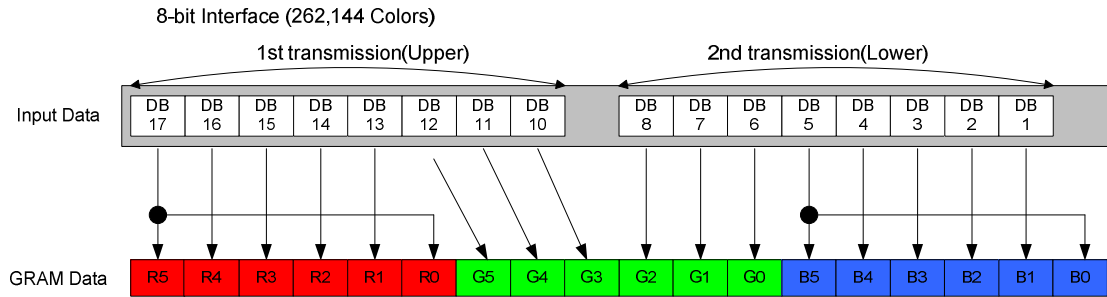 8-bit Interface (262,144 Colors)
1st transmission(Upper) 2nd transmission(Lower)
Input Data
DB 17 DB 16 DB 15 DB 14 DB 13 DB 12 DB 11 DB 10 DB 8 DB 7 DB 6 DB 5 DB 4 DB 3 DB 2 DB 1
GRAM Data R5 R4 R3 R2 R1 R0 G5 G4 G3 G2 G1 G0 B5 B4 B3 B2 B1 B0